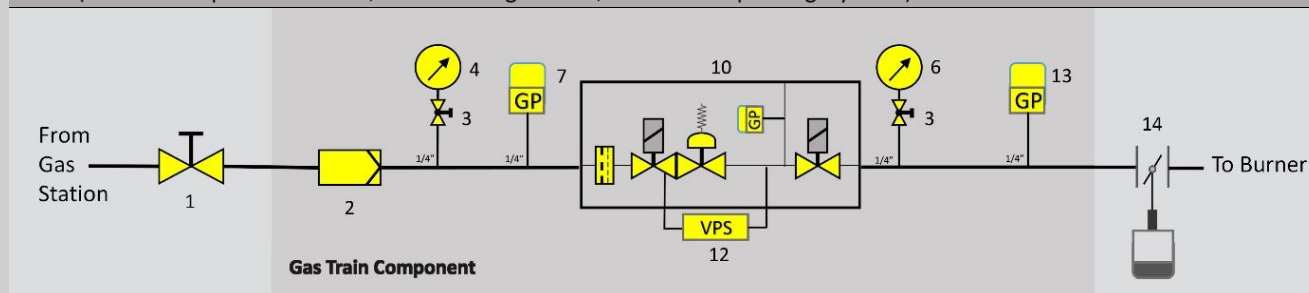 4
7
10
6
13
GP
GP
GP
3
3
14
From
Gas
Station
1/4"
1/4"
1/4"
1/4"
To Burner
1
2
VPS
12
Gas Train Component